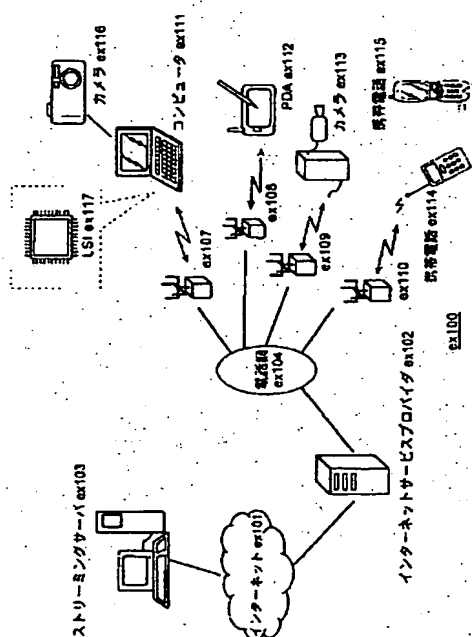 カメラ ex116
LSI ex117
コンピュータ ex111
PDA ex112
カメラ ex113
携帯電話 ex115
携帯電話 ex114
ex107
ex108
ex109
ex110
電話網
ex104
ex100
インターネットサービスプロバイダ ex102
ストリーミングサーバ ex103
インターネット ex101